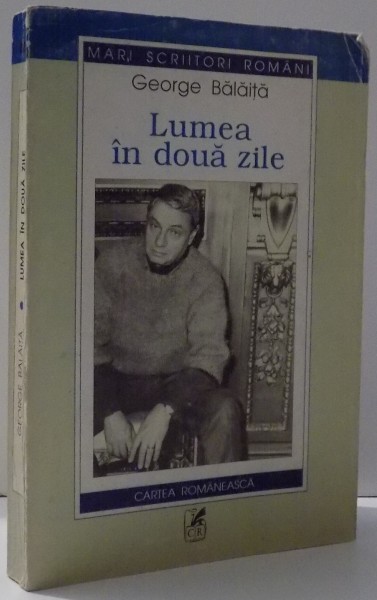 MARI SCRIITORI ROMÂNI
George Bălăiță
Lumea
în două zile
CARTEA ROMÂNEASCĂ
CR
GEORGE BĂLĂIȚĂ • LUMEA ÎN DOUĂ ZILE